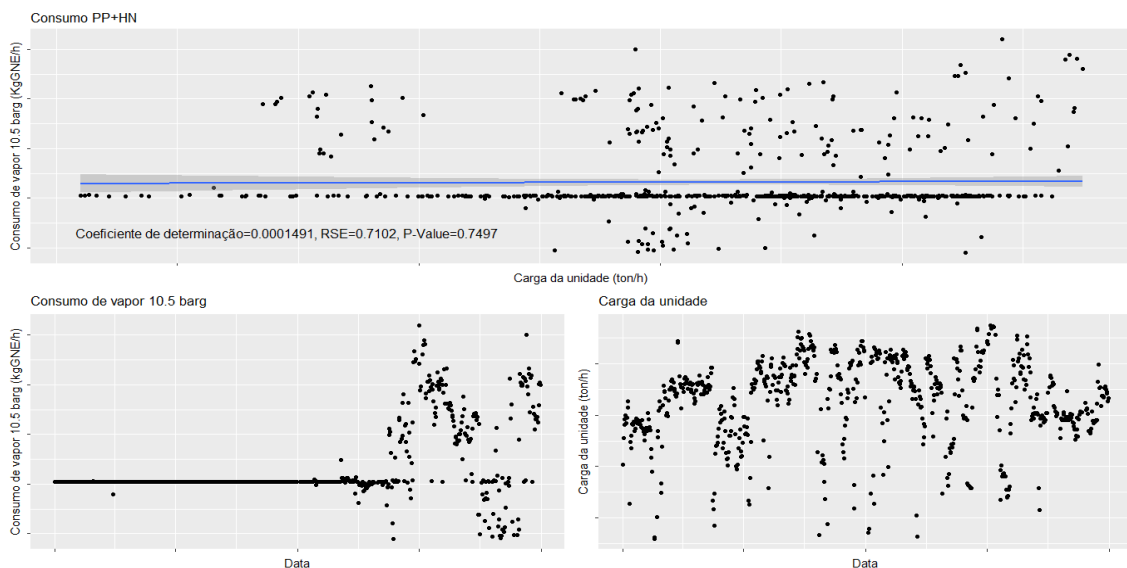 Consumo PP+HN
Consumo de vapor 10.5 barg (KgGNE/h)
Coeficiente de determinação=0.0001491, RSE=0.7102, P-Value=0.7497
Carga da unidade (ton/h)
Consumo de vapor 10.5 barg
Consumo de vapor 10.5 barg (kgGNE/h)
Data
Carga da unidade
Carga da unidade (ton/h)
Data